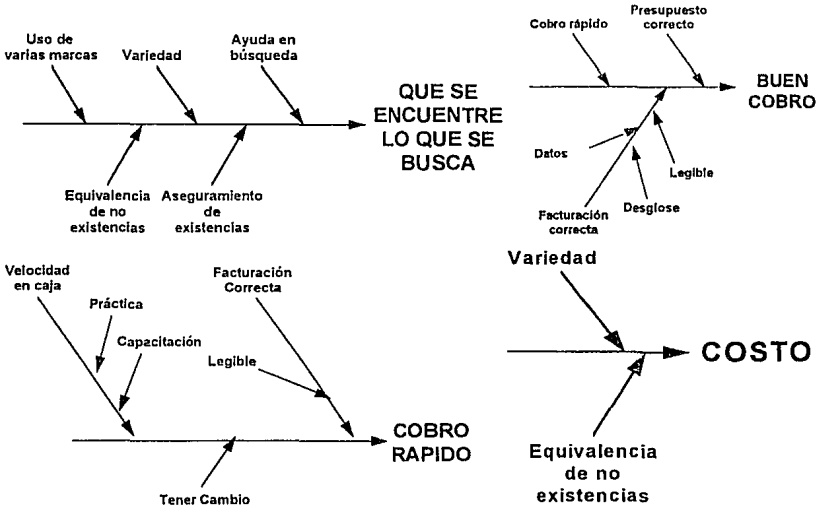 Uso de
varias marcas
Variedad
Ayuda en
búsqueda
QUE SE
ENCUENTRE
LO QUE SE
BUSCA
Equivalencia
de no
existencias
Aseguramiento
de
existencias
Cobro rápido
Presupuesto
correcto
BUEN
COBRO
Datos
Legible
Desglose
Facturación
correcta
Velocidad
en caja
Práctica
Capacitación
Facturación
Correcta
Legible
COBRO
RAPIDO
Tener Cambio
Variedad
COSTO
Equivalencia
de no
existencias